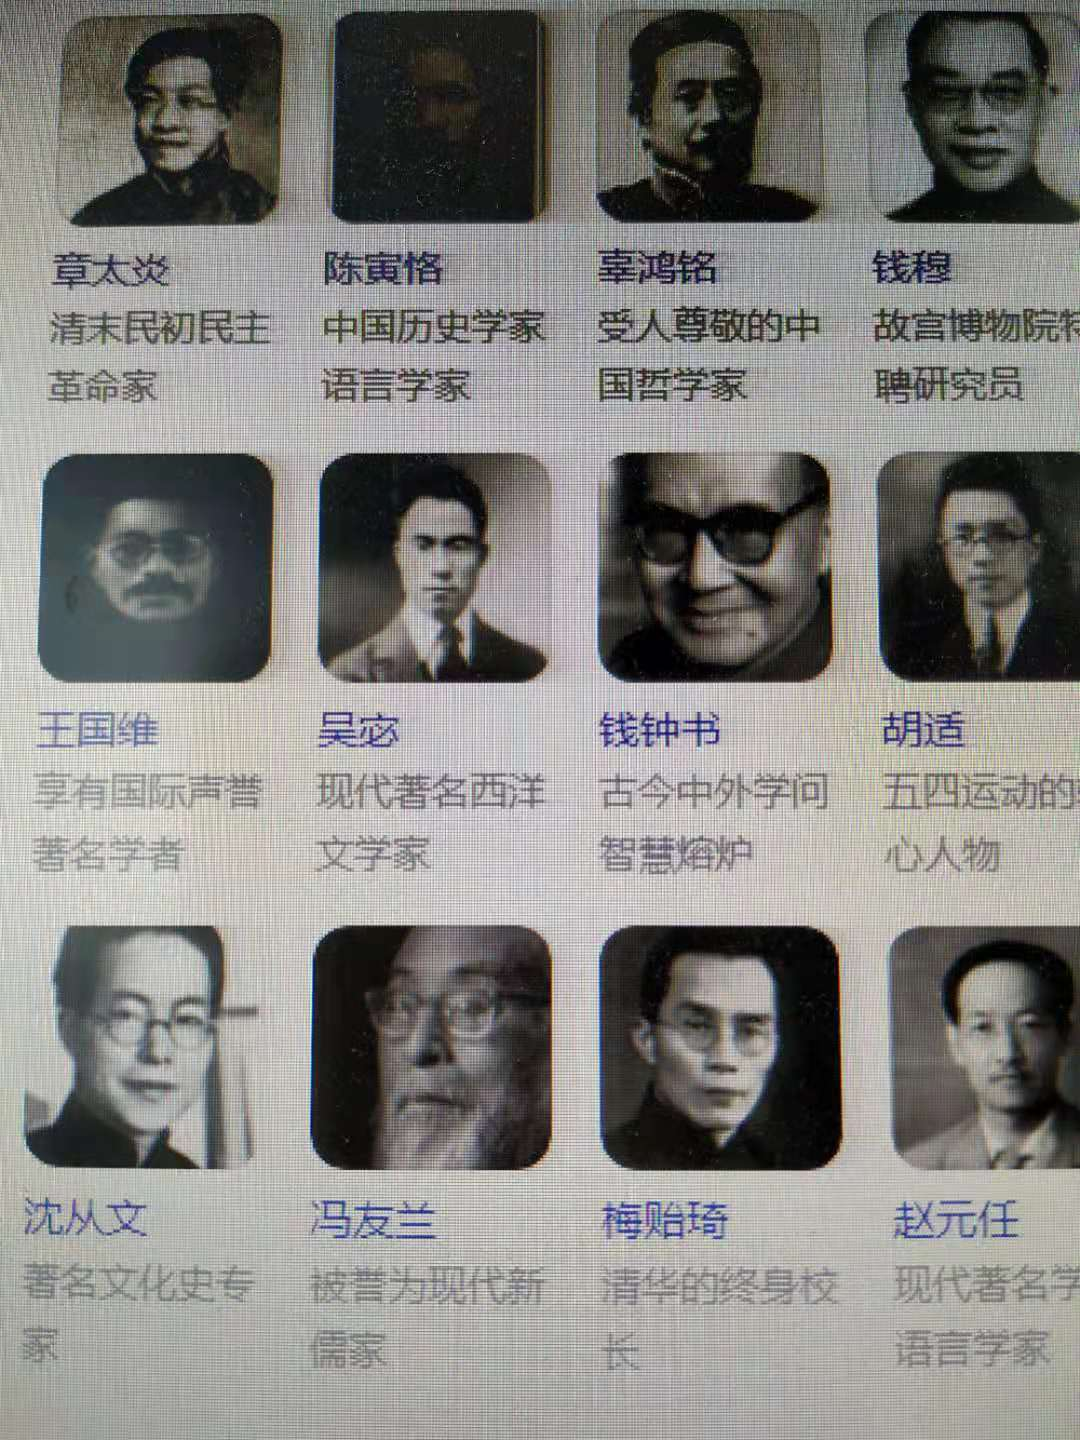 章太炎
清末民初民主
革命家
陈寅恪
中国历史学家
语言学家
辜鸿铭
受人尊敬的中
国哲学家
钱穆
故宫博物院特
聘研究员
王国维
享有国际声誉
著名学者
吴宓
现代著名西洋
文学家
钱钟书
古今中外学问
智慧熔炉
胡适
五四运动的
心人物
沈从文
著名文化史专
家
冯友兰
被誉为现代新
儒家
梅贻琦
清华的终身校
长
赵元任
现代著名学
语言学家